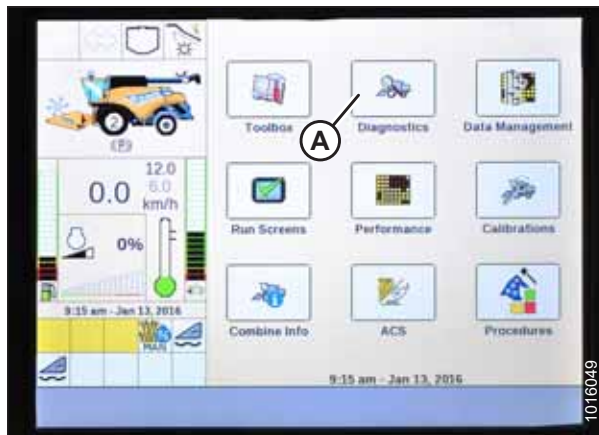 2
(P)
12.0
6.0
0.0 km/h
0%
9:15 am - Jan 13, 2016
MAN
Toolbox
Diagnostics
Data Management
A
Run Screens
Performance
Calibrations
Combine Info
ACS
Procedures
9:15 am - Jan 13, 2016
1016049